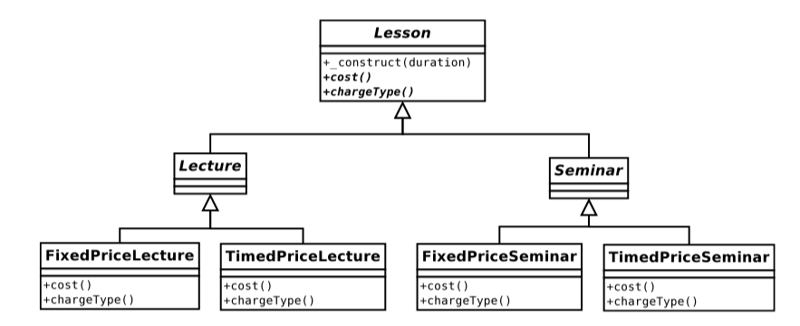 Lesson
+_construct(duration)
+cost()
+chargeType()
Lecture
Seminar
FixedPriceLecture
+cost()
+chargeType()
TimedPriceLecture
+cost()
+chargeType()
FixedPriceSeminar
+cost()
+chargeType()
TimedPriceSeminar
+cost()
+chargeType()